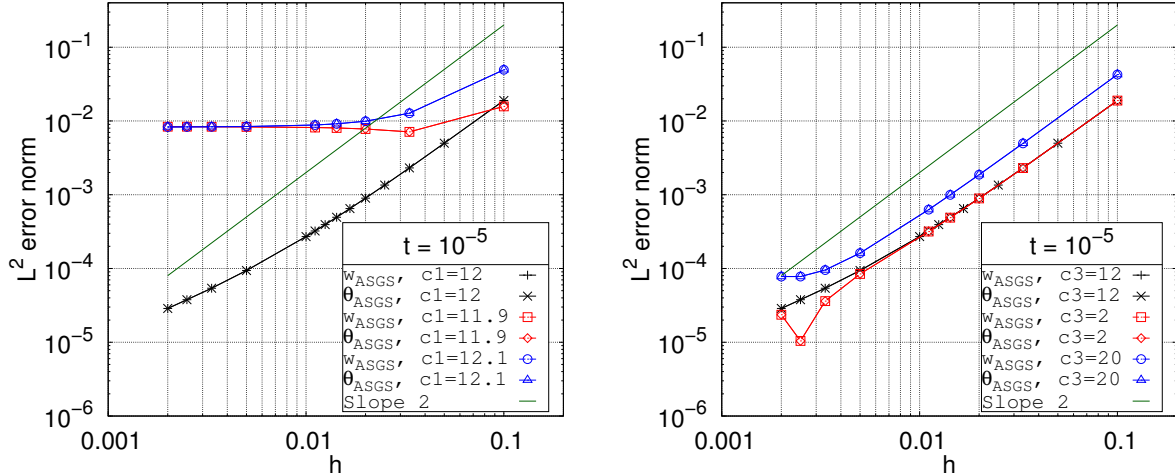 L² error norm
10⁻¹
10⁻²
10⁻³
10⁻⁴
10⁻⁵
10⁻⁶
0.001
0.01
0.1
h
t = 10⁻⁵
w_ASGS, c1=12
θ_ASGS, c1=12
w_ASGS, c1=11.9
θ_ASGS, c1=11.9
w_ASGS, c1=12.1
θ_ASGS, c1=12.1
Slope 2
L² error norm
10⁻¹
10⁻²
10⁻³
10⁻⁴
10⁻⁵
10⁻⁶
0.001
0.01
0.1
h
t = 10⁻⁵
w_ASGS, c3=12
θ_ASGS, c3=12
w_ASGS, c3=2
θ_ASGS, c3=2
w_ASGS, c3=20
θ_ASGS, c3=20
Slope 2